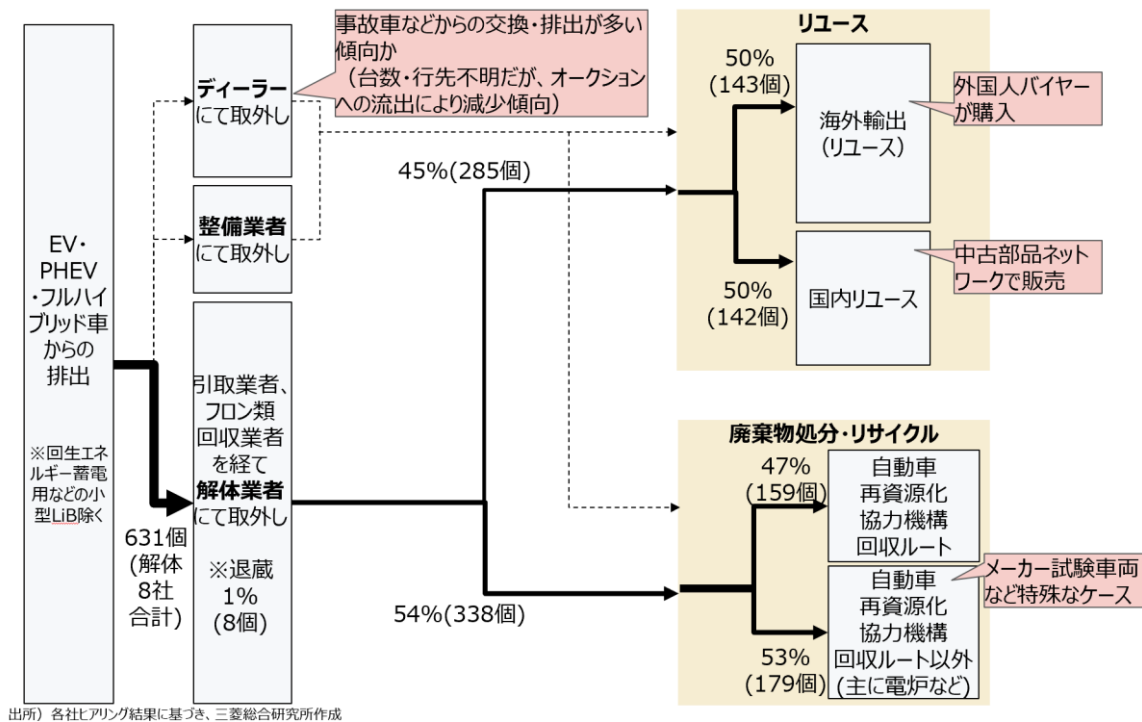 EV・
PHEV
・フルハイ
ブリッド車
からの
排出
※回生エネ
ルギー蓄電
用などの小
型LiB除く
631個
(解体
8社
合計)
ディーラー
にて取外し
事故車などからの交換・排出が多い
傾向か
（台数・行先不明だが、オークション
への流出により減少傾向）
整備業者
にて取外し
引取業者、
フロン類
回収業者
を経て
解体業者
にて取外し
※退蔵
1%
(8個)
45%(285個)
54%(338個)
リユース
50%
(143個)
海外輸出
(リユース)
外国人バイヤー
が購入
50%
(142個)
国内リユース
中古部品ネット
ワークで販売
廃棄物処分・リサイクル
47%
(159個)
自動車
再資源化
協力機構
回収ルート
53%
(179個)
自動車
再資源化
協力機構
回収ルート以外
(主に電炉など)
メーカー試験車両
など特殊なケース
出所）各社ヒアリング結果に基づき、三菱総合研究所作成